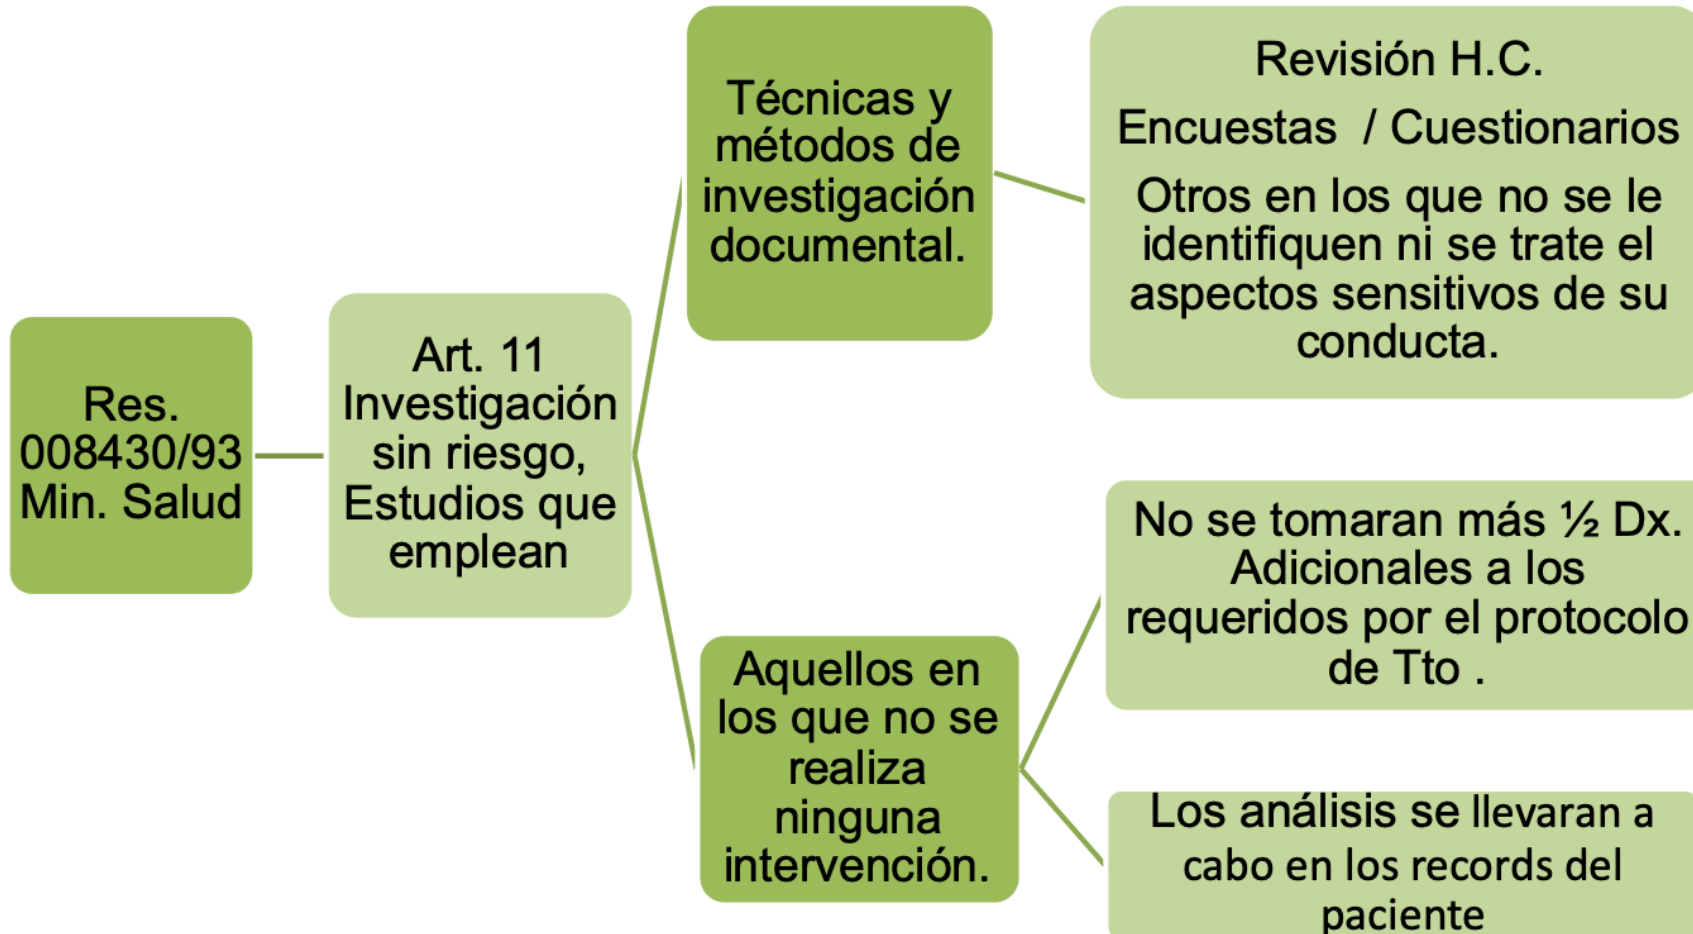 Res.
008430/93
Min. Salud
Art. 11
Investigación
sin riesgo,
Estudios que
emplean
Técnicas y
métodos de
investigación
documental.
Revisión H.C.
Encuestas / Cuestionarios
Otros en los que no se le
identifiquen ni se trate el
aspectos sensitivos de su
conducta.
Aquellos en
los que no se
realiza
ninguna
intervención.
No se tomaran más ½ Dx.
Adicionales a los
requeridos por el protocolo
de Tto .
Los análisis se llevaran a
cabo en los records del
paciente